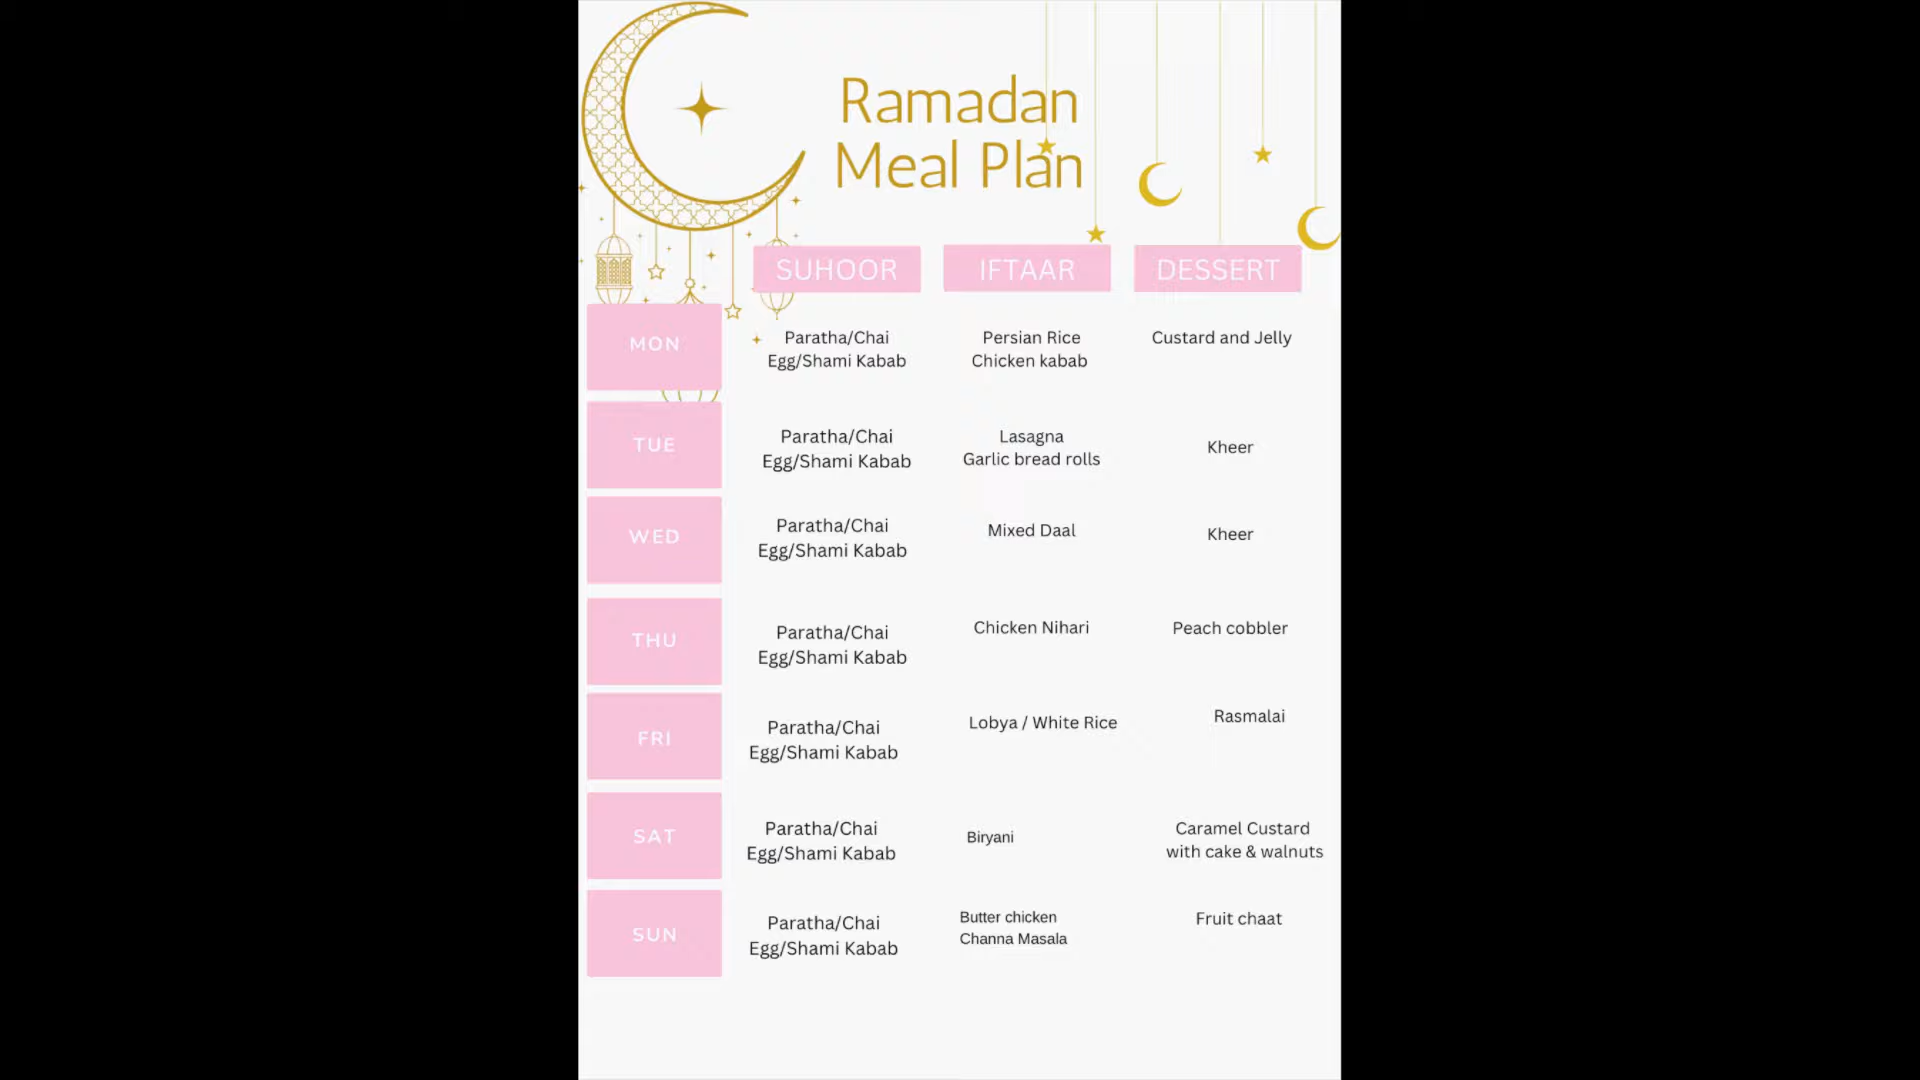 Ramadan
Meal Plan
SUHOOR IFTAAR DESSERT
MON
Paratha/Chai
Egg/Shami Kabab
Persian Rice
Chicken kabab
Custard and Jelly
TUE
Paratha/Chai
Egg/Shami Kabab
Lasagna
Garlic bread rolls
Kheer
WED
Paratha/Chai
Egg/Shami Kabab
Mixed Daal
Kheer
THU
Paratha/Chai
Egg/Shami Kabab
Chicken Nihari
Peach cobbler
FRI
Paratha/Chai
Egg/Shami Kabab
Lobya / White Rice
Rasmalai
SAT
Paratha/Chai
Egg/Shami Kabab
Biryani
Caramel Custard
with cake & walnuts
SUN
Paratha/Chai
Egg/Shami Kabab
Butter chicken
Channa Masala
Fruit chaat